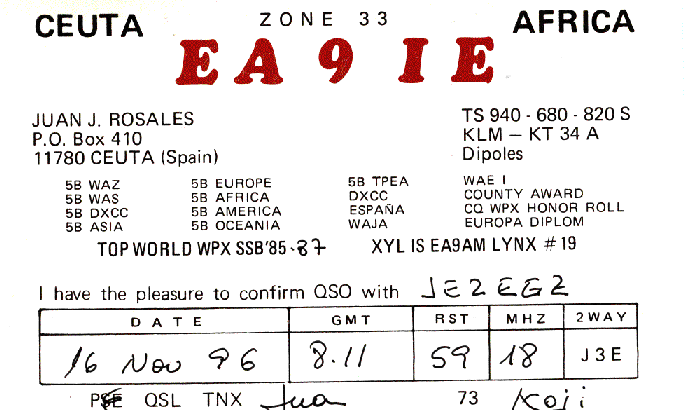 CEUTA ZONE 33 AFRICA
EA9IE
JUAN J. ROSALES
P.O. Box 410
11780 CEUTA (Spain)
TS 940 - 680 - 820 S
KLM – KT 34 A
Dipoles
5B WAZ 5B EUROPE 5B TPEA WAE I
5B WAS 5B AFRICA DXCC COUNTY AWARD
5B DXCC 5B AMERICA ESPAÑA CQ WPX HONOR ROLL
5B ASIA 5B OCEANIA WAJA EUROPA DIPLOM
TOP WORLD WPX SSB'85-87 XYL IS EA9AM LYNX # 19
I have the pleasure to confirm QSO with JE2EGZ
DATE GMT RST MHZ 2WAY
16 Nov 96 8.11 59 18 J3E
PSE QSL TNX Juan 73 Koji